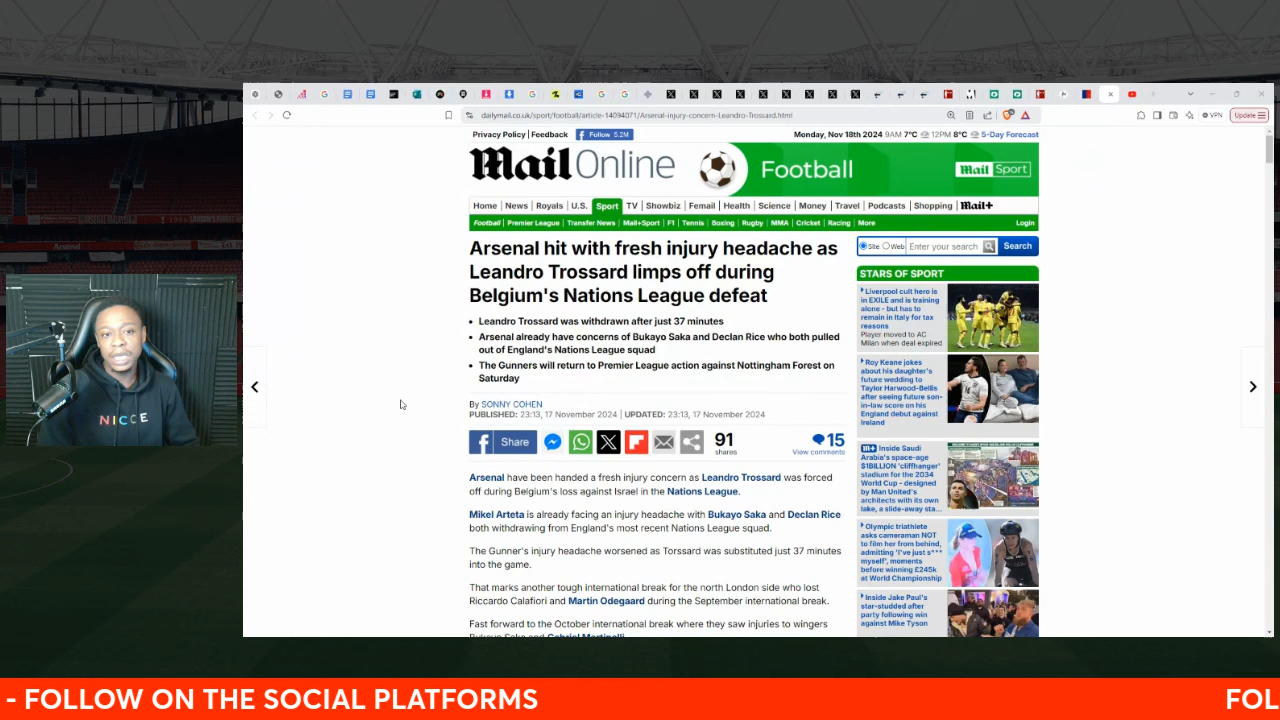 dailymail.co.uk/sport/football/article-14094071/Arsenal-injury-concern-Leandro-Trossard.html
VPN
Update
Privacy Policy | Feedback
Follow 5.2M
Monday, Nov 18th 2024 9AM 7°C 12PM 8°C 5-Day Forecast
Mail Online
Football
Mail Sport
Home News Royals U.S. Sport TV Showbiz Femail Health Science Money Travel Podcasts Shopping Mail+
Football Premier League Transfer News Mail+Sport F1 Tennis Boxing Rugby MMA Cricket Racing More
Login
Arsenal hit with fresh injury headache as
Leandro Trossard limps off during
Belgium's Nations League defeat
Leandro Trossard was withdrawn after just 37 minutes
Arsenal already have concerns of Bukayo Saka and Declan Rice who both pulled
out of England's Nations League squad
The Gunners will return to Premier League action against Nottingham Forest on
Saturday
By SONNY COHEN
PUBLISHED: 23:13, 17 November 2024 | UPDATED: 23:13, 17 November 2024
Share
91
shares
15
View comments
Arsenal have been handed a fresh injury concern as Leandro Trossard was forced
off during Belgium's loss against Israel in the Nations League.
Mikel Arteta is already facing an injury headache with Bukayo Saka and Declan Rice
both withdrawing from England's most recent Nations League squad.
The Gunner's injury headache worsened as Torssard was substituted just 37 minutes
into the game.
That marks another tough international break for the north London side who lost
Riccardo Calafiori and Martin Odegaard during the September international break.
Fast forward to the October international break where they saw injuries to wingers
Bukayo Saka and Gabriel Martinelli.
Site Web Enter your search Search
STARS OF SPORT
Liverpool cult hero is
in EXILE and is training
alone - but has to
remain in Italy for tax
reasons
Player moved to AC
Milan when deal expired
Roy Keane jokes
about his daughter's
future wedding to
Taylor Harwood-Bellis
after seeing future son-
in-law score on his
England debut against
Ireland
M+ Inside Saudi
Arabia's space-age
$1BILLION 'cliffhanger'
stadium for the 2034
World Cup - designed
by Man United's
architects with its own
lake, a slide-away sta...
Olympic triathlete
asks cameraman NOT
to film her from behind,
admitting 'I've just s***
myself', moments
before winning £245k
at World Championship
Inside Jake Paul's
star-studded after
party following win
against Mike Tyson
NICCE
Arsenal
- FOLLOW ON THE SOCIAL PLATFORMS
FOL